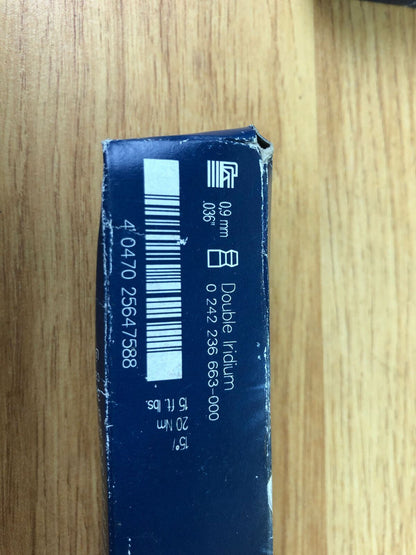 0,9 mm
.036"
Double Iridium
0 242 236 663-000
15°/
20 Nm
15 ft. lbs.
4 0470 25647588